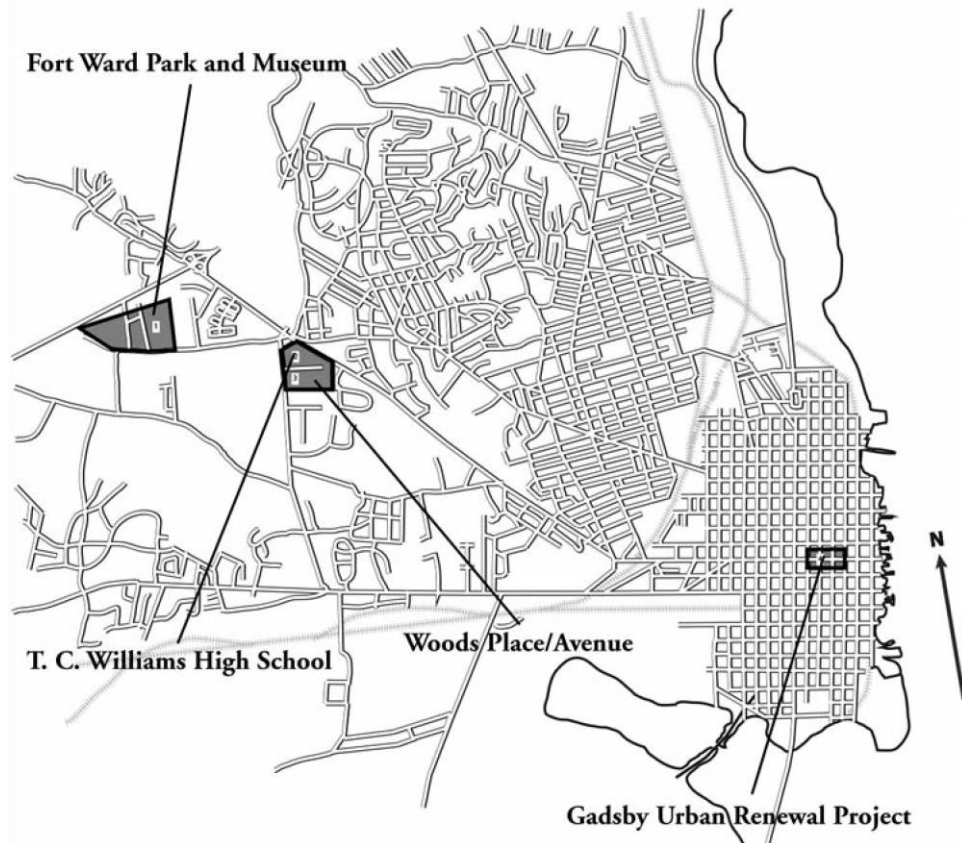 Fort Ward Park and Museum
N
Woods Place/Avenue
T. C. Williams High School
Gadsby Urban Renewal Project